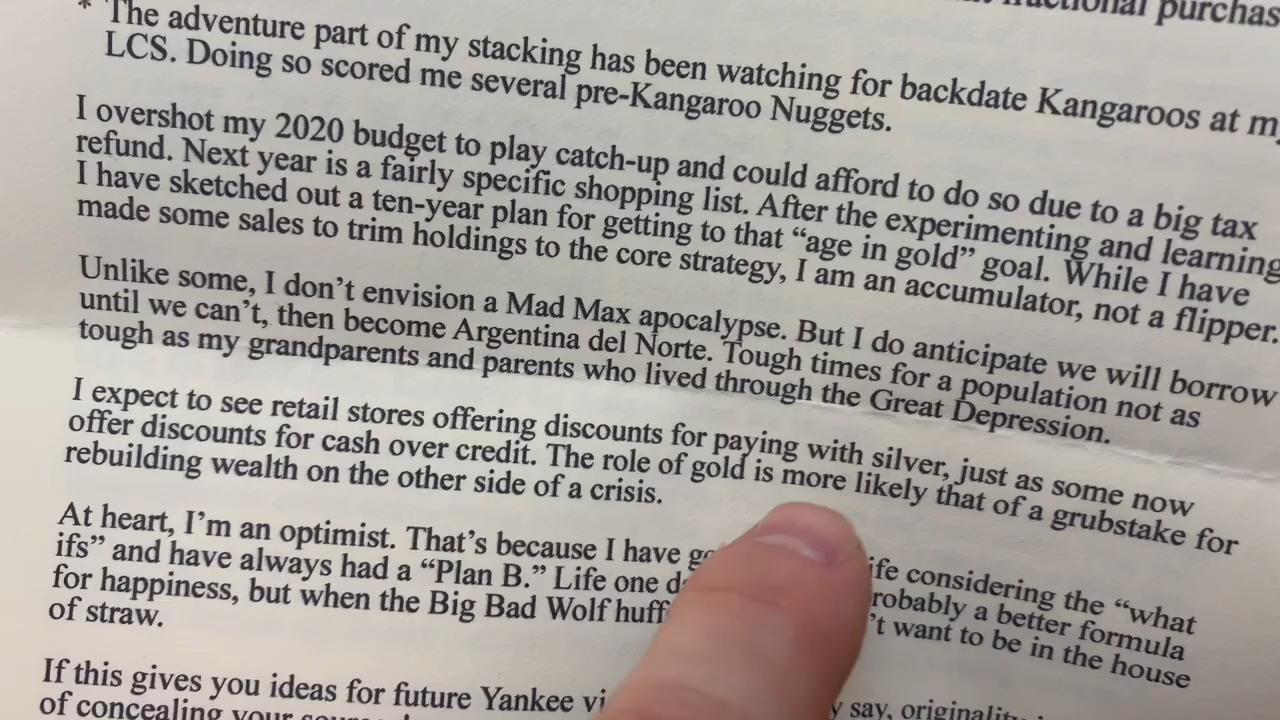 fractional purchas
* The adventure part of my stacking has been watching for backdate Kangaroos at my
LCS. Doing so scored me several pre-Kangaroo Nuggets.
I overshot my 2020 budget to play catch-up and could afford to do so due to a big tax
refund. Next year is a fairly specific shopping list. After the experimenting and learning
I have sketched out a ten-year plan for getting to that “age in gold” goal. While I have
made some sales to trim holdings to the core strategy, I am an accumulator, not a flipper.
Unlike some, I don’t envision a Mad Max apocalypse. But I do anticipate we will borrow
until we can’t, then become Argentina del Norte. Tough times for a population not as
tough as my grandparents and parents who lived through the Great Depression.
I expect to see retail stores offering discounts for paying with silver, just as some now
offer discounts for cash over credit. The role of gold is more likely that of a grubstake for
rebuilding wealth on the other side of a crisis.
At heart, I’m an optimist. That’s because I have ife considering the “what
ifs” and have always had a “Plan B.” Life one robably a better formula
for happiness, but when the Big Bad Wolf huff ’t want to be in the house
of straw.
If this gives you ideas for future Yankee vi y say, originality
of concealing your